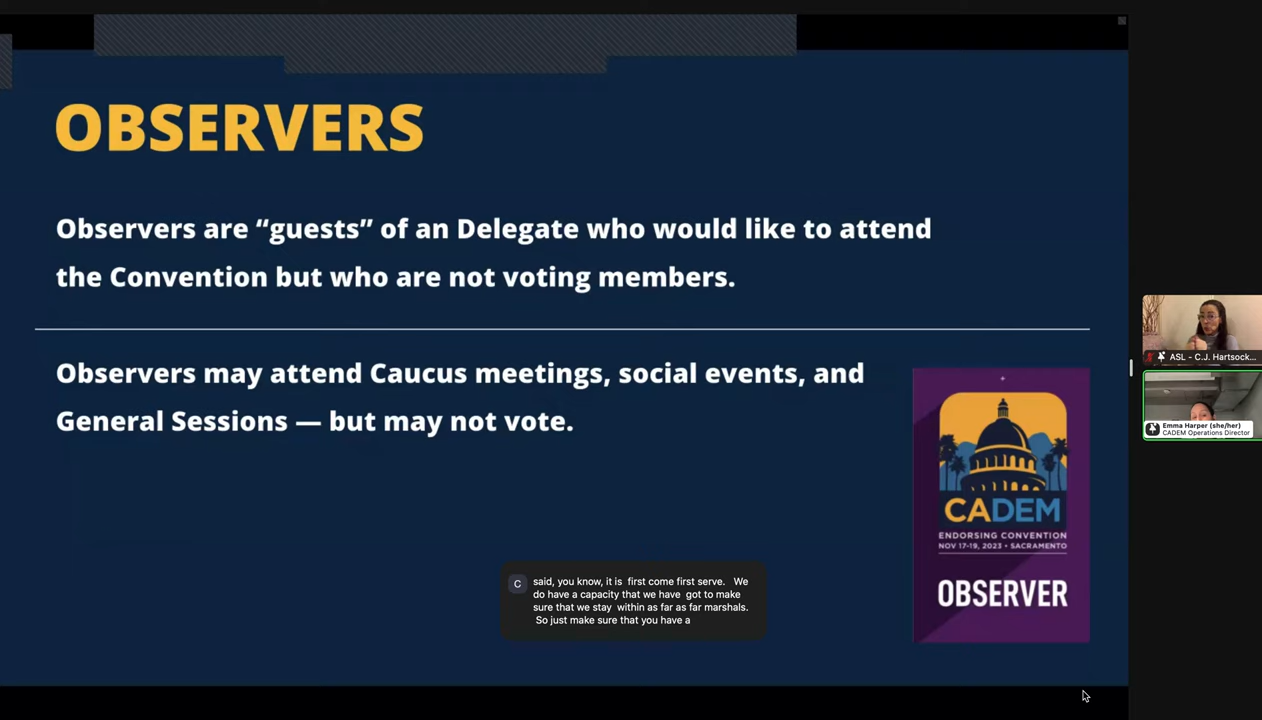 OBSERVERS
Observers are “guests” of an Delegate who would like to attend
the Convention but who are not voting members.
Observers may attend Caucus meetings, social events, and
General Sessions — but may not vote.
CADEM
ENDORSING CONVENTION
NOV 17-19, 2023 • SACRAMENTO
OBSERVER
C
said, you know, it is first come first serve. We
do have a capacity that we have got to make
sure that we stay within as far as far marshals.
So just make sure that you have a
ASL - C.J. Hartsock...
Emma Harper (she/her)
CADEM Operations Director